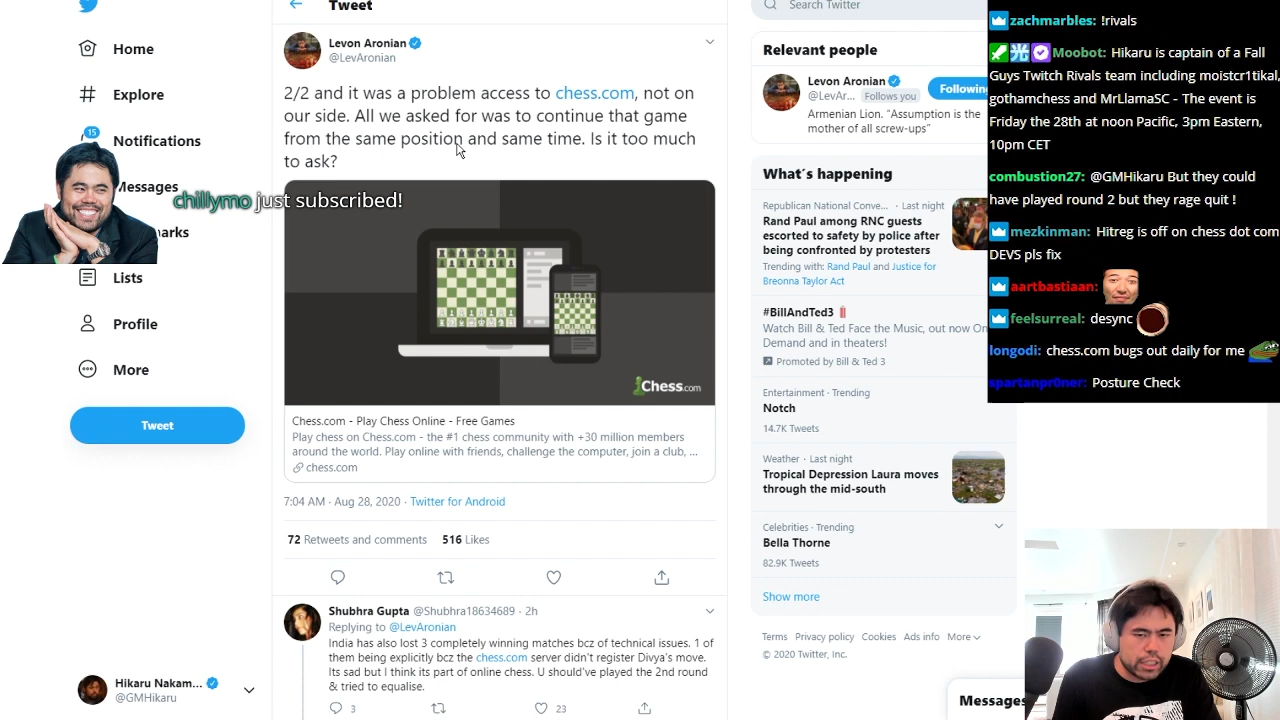 Tweet
Home
Explore
15
Notifications
Messages
Lists
Profile
More
Tweet
Hikaru Nakam...
@GMHikaru
chillymo just subscribed!
Levon Aronian
@LevAronian
2/2 and it was a problem access to chess.com, not on
our side. All we asked for was to continue that game
from the same position and same time. Is it too much
to ask?
Chess.com
Chess.com - Play Chess Online - Free Games
Play chess on Chess.com - the #1 chess community with +30 million members
around the world. Play online with friends, challenge the computer, join a club, ...
chess.com
7:04 AM · Aug 28, 2020 · Twitter for Android
72 Retweets and comments 516 Likes
Shubhra Gupta @Shubhra18634689 · 2h
Replying to @LevAronian
India has also lost 3 completely winning matches bcz of technical issues. 1 of
them being explicitly bcz the chess.com server didn't register Divya's move.
Its sad but I think its part of online chess. U should've played the 2nd round
& tried to equalise.
3
23
Search Twitter
Relevant people
Levon Aronian
@LevAr... Follows you
Following
Armenian Lion. “Assumption is the
mother of all screw-ups”
What's happening
Republican National Conve... · Last night
Rand Paul among RNC guests
escorted to safety by police after
being confronted by protesters
Trending with: Rand Paul and Justice for
Breonna Taylor Act
#BillAndTed3
Watch Bill & Ted Face the Music, out now On
Demand and in theaters!
Promoted by Bill & Ted 3
Entertainment · Trending
Notch
14.7K Tweets
Weather · Last night
Tropical Depression Laura moves
through the mid-south
Celebrities · Trending
Bella Thorne
82.9K Tweets
Show more
Terms Privacy policy Cookies Ads info More
© 2020 Twitter, Inc.
Messages
zachmarbles: !rivals
光 Moobot: Hikaru is captain of a Fall
Guys Twitch Rivals team including moistcr1tikal,
gothamchess and MrLlamaSC - The event is
Friday the 28th at noon Pacific, 3pm Eastern,
10pm CET
combustion27: @GMHikaru But they could
have played round 2 but they rage quit !
mezkinman: Hitreg is off on chess dot com
DEVS pls fix
aartbastiaan:
feelsurreal: desync
longodi: chess.com bugs out daily for me
spartanpr0ner: Posture Check